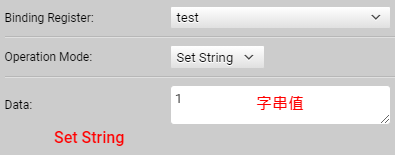 Binding Register: test
Operation Mode: Set String
Data: 1 字串值
Set String